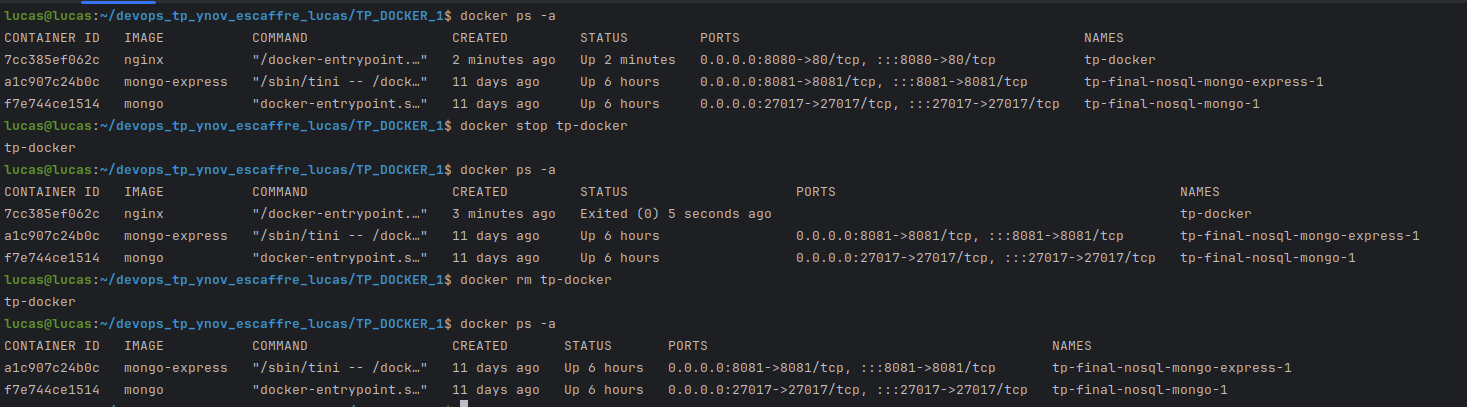 lucas@lucas:~/devops_tp_ynov_escaffre_lucas/TP_DOCKER_1$ docker ps -a
CONTAINER ID   IMAGE           COMMAND                  CREATED         STATUS         PORTS                                           NAMES
7cc385ef062c   nginx           "/docker-entrypoint.…"   2 minutes ago   Up 2 minutes   0.0.0.0:8080->80/tcp, :::8080->80/tcp           tp-docker
a1c907c24b0c   mongo-express   "/sbin/tini -- /dock…"   11 days ago     Up 6 hours     0.0.0.0:8081->8081/tcp, :::8081->8081/tcp       tp-final-nosql-mongo-express-1
f7e744ce1514   mongo           "docker-entrypoint.s…"   11 days ago     Up 6 hours     0.0.0.0:27017->27017/tcp, :::27017->27017/tcp   tp-final-nosql-mongo-1
lucas@lucas:~/devops_tp_ynov_escaffre_lucas/TP_DOCKER_1$ docker stop tp-docker
tp-docker
lucas@lucas:~/devops_tp_ynov_escaffre_lucas/TP_DOCKER_1$ docker ps -a
CONTAINER ID   IMAGE           COMMAND                  CREATED         STATUS                     PORTS                                           NAMES
7cc385ef062c   nginx           "/docker-entrypoint.…"   3 minutes ago   Exited (0) 5 seconds ago                                                   tp-docker
a1c907c24b0c   mongo-express   "/sbin/tini -- /dock…"   11 days ago     Up 6 hours                 0.0.0.0:8081->8081/tcp, :::8081->8081/tcp       tp-final-nosql-mongo-express-1
f7e744ce1514   mongo           "docker-entrypoint.s…"   11 days ago     Up 6 hours                 0.0.0.0:27017->27017/tcp, :::27017->27017/tcp   tp-final-nosql-mongo-1
lucas@lucas:~/devops_tp_ynov_escaffre_lucas/TP_DOCKER_1$ docker rm tp-docker
tp-docker
lucas@lucas:~/devops_tp_ynov_escaffre_lucas/TP_DOCKER_1$ docker ps -a
CONTAINER ID   IMAGE           COMMAND                  CREATED       STATUS       PORTS                                           NAMES
a1c907c24b0c   mongo-express   "/sbin/tini -- /dock…"   11 days ago   Up 6 hours   0.0.0.0:8081->8081/tcp, :::8081->8081/tcp       tp-final-nosql-mongo-express-1
f7e744ce1514   mongo           "docker-entrypoint.s…"   11 days ago   Up 6 hours   0.0.0.0:27017->27017/tcp, :::27017->27017/tcp   tp-final-nosql-mongo-1
lucas@lucas:~/devops_tp_ynov_escaffre_lucas/TP_DOCKER_1$